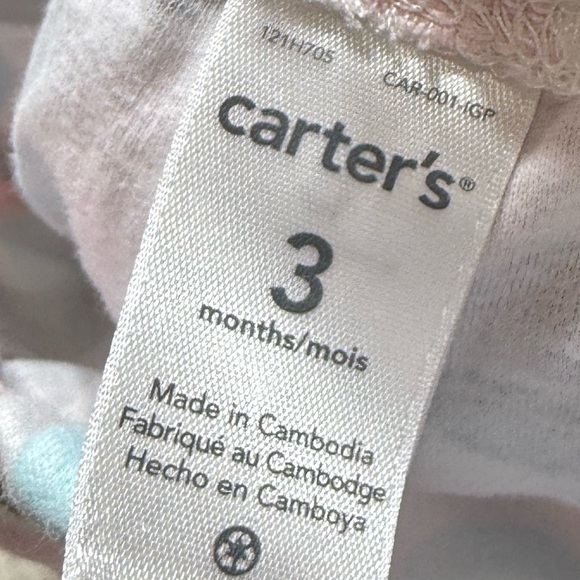 121H705 CAR-001-IGP
carter's®
3
months/mois
Made in Cambodia
Fabriqué au Cambodge
Hecho en Camboya